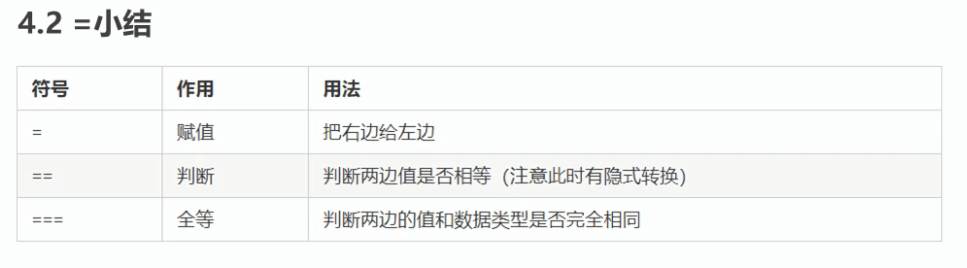 4.2 =小结
符号 作用 用法
= 赋值 把右边给左边
== 判断 判断两边值是否相等（注意此时有隐式转换）
=== 全等 判断两边的值和数据类型是否完全相同